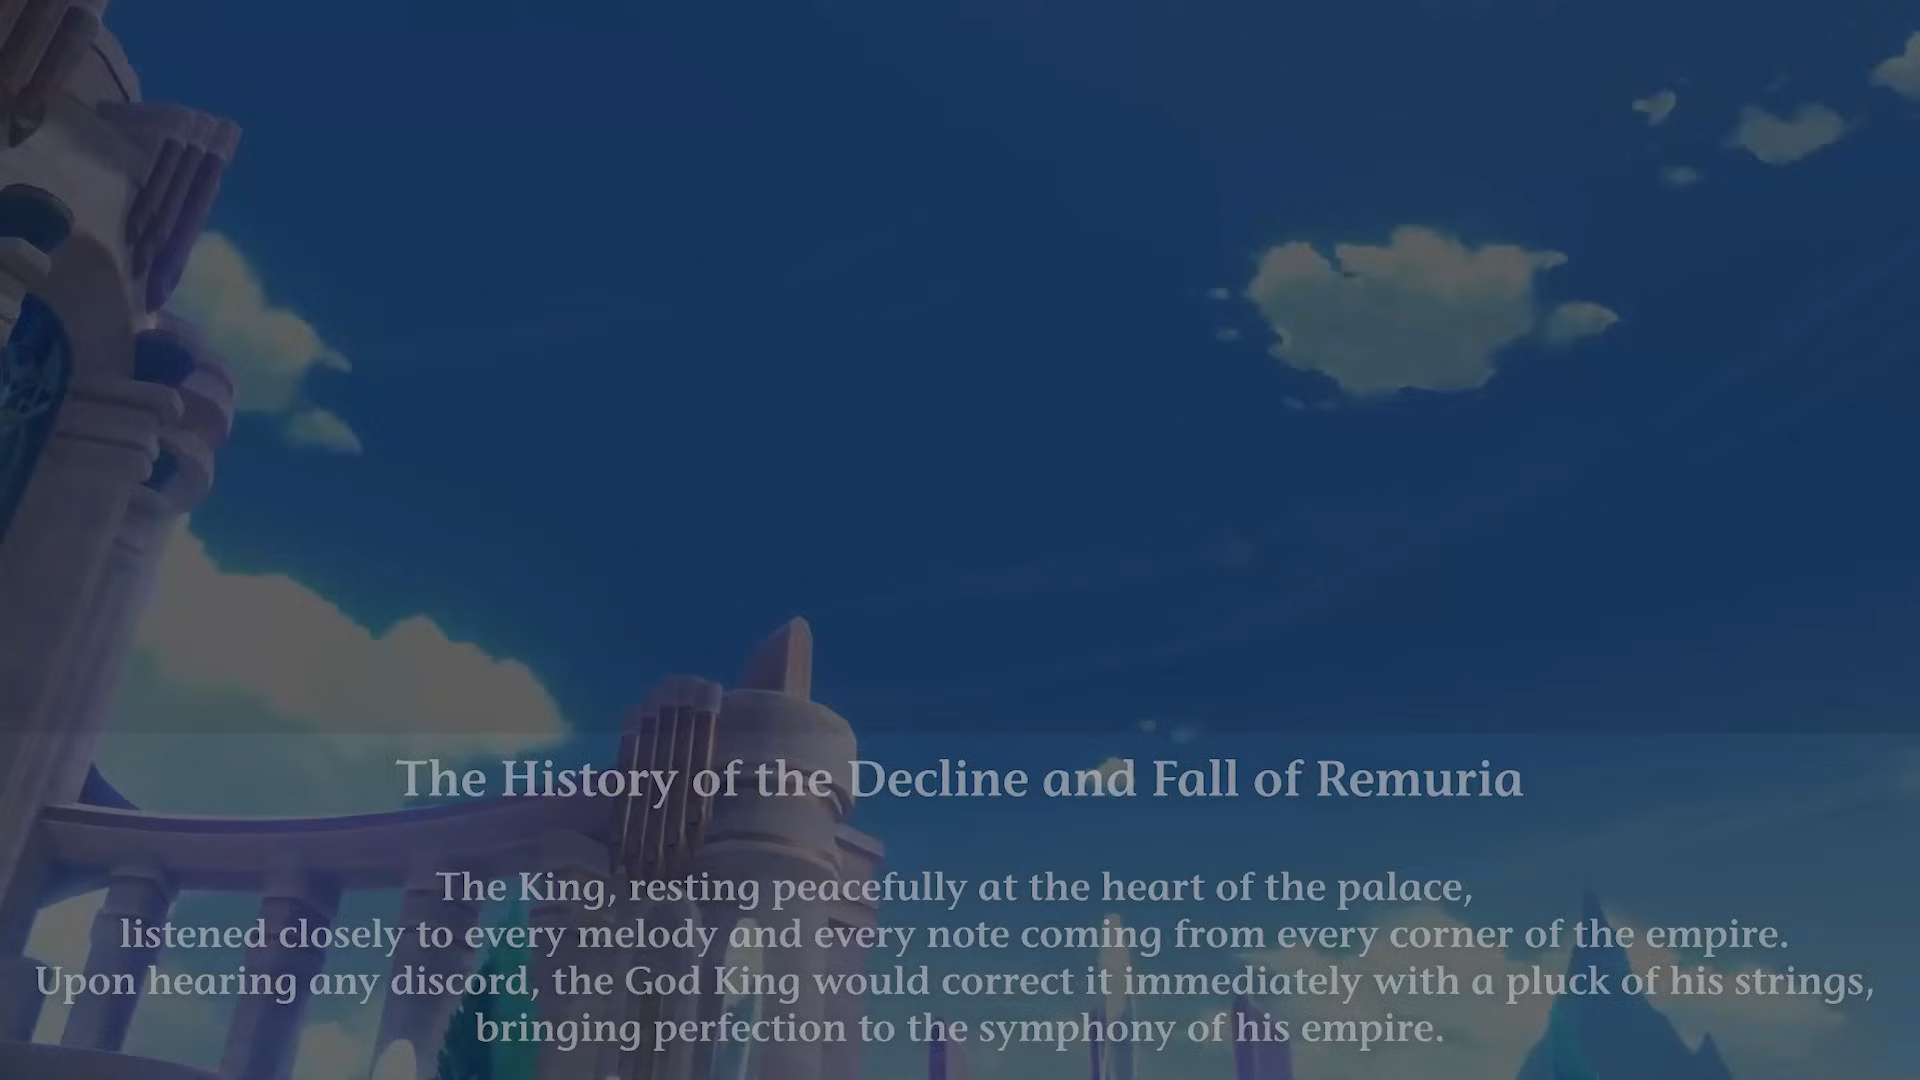 The History of the Decline and Fall of Remuria
The King, resting peacefully at the heart of the palace,
listened closely to every melody and every note coming from every corner of the empire.
Upon hearing any discord, the God King would correct it immediately with a pluck of his strings,
bringing perfection to the symphony of his empire.